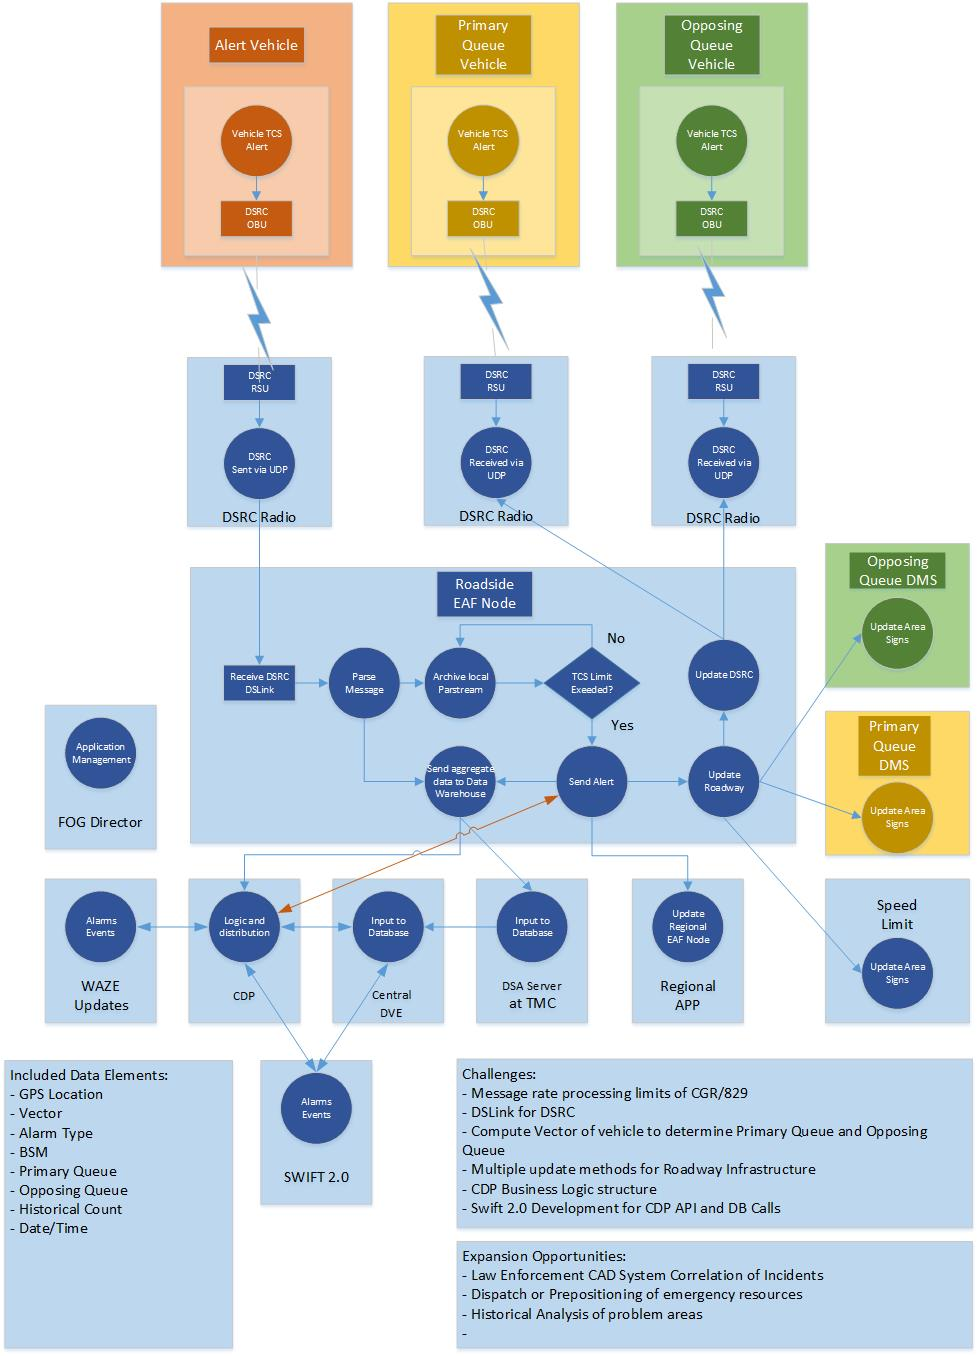 Alert Vehicle
Primary
Queue
Vehicle
Opposing
Queue
Vehicle
Vehicle TCS
Alert
Vehicle TCS
Alert
Vehicle TCS
Alert
DSRC
OBU
DSRC
OBU
DSRC
OBU
DSRC
RSU
DSRC
RSU
DSRC
RSU
DSRC
Sent via UDP
DSRC
Received via
UDP
DSRC
Received via
UDP
DSRC Radio
DSRC Radio
DSRC Radio
Roadside
EAF Node
Opposing
Queue DMS
Update Area
Signs
No
Receive DSRC
DSLink
Parse
Message
Archive local
Parstream
TCS Limit
Exeeded?
Update DSRC
Yes
Primary
Queue
DMS
Update Area
Signs
Application
Management
FOG Director
Send aggregate
data to Data
Warehouse
Send Alert
Update
Roadway
Alarms
Events
WAZE
Updates
Logic and
distribution
CDP
Input to
Database
Central
DVE
Input to
Database
DSA Server
at TMC
Update
Regional
EAF Node
Regional
APP
Speed
Limit
Update Area
Signs
Alarms
Events
SWIFT 2.0
Included Data Elements:
- GPS Location
- Vector
- Alarm Type
- BSM
- Primary Queue
- Opposing Queue
- Historical Count
- Date/Time
Challenges:
- Message rate processing limits of CGR/829
- DSLink for DSRC
- Compute Vector of vehicle to determine Primary Queue and Opposing
Queue
- Multiple update methods for Roadway Infrastructure
- CDP Business Logic structure
- Swift 2.0 Development for CDP API and DB Calls
Expansion Opportunities:
- Law Enforcement CAD System Correlation of Incidents
- Dispatch or Prepositioning of emergency resources
- Historical Analysis of problem areas
-